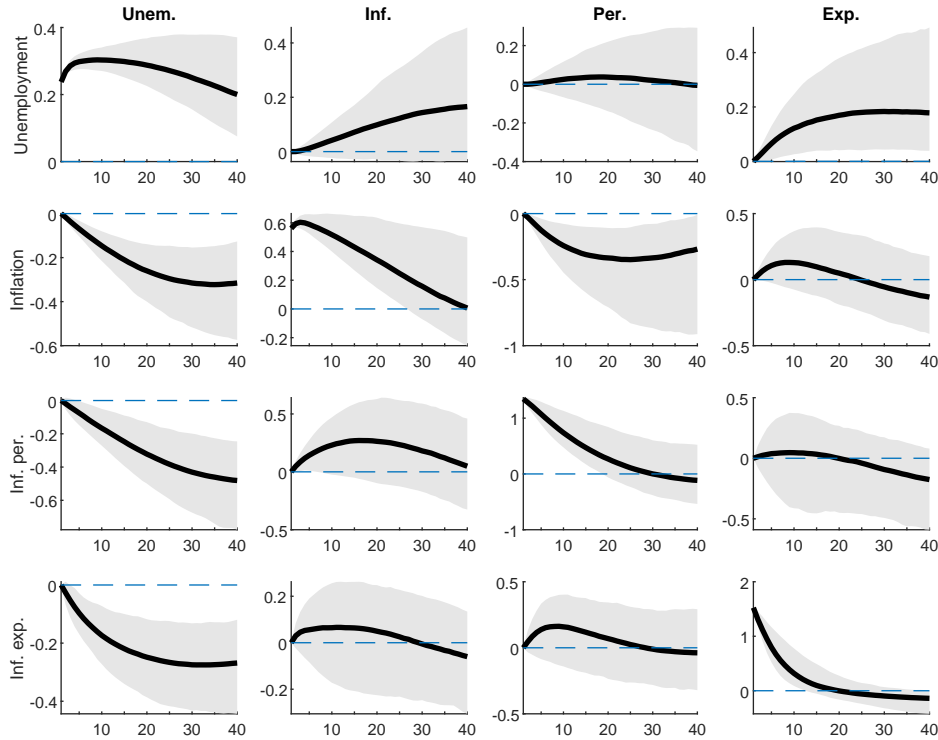 Unem. Inf. Per. Exp.
Unemployment
0.4 0.4 0.2 0.4
0.2 0.2 0 0.2
0 0 -0.2 0
-0.4
10 20 30 40 10 20 30 40 10 20 30 40 10 20 30 40
Inflation
0 0.6 0 0.5
-0.2 0.4 -0.5 0
-0.4 0.2 -1 -0.5
-0.6 0
-0.2
10 20 30 40 10 20 30 40 10 20 30 40 10 20 30 40
Inf. per.
0 0.5 1 0.5
-0.2 0 0 0
-0.4 -0.5 -1 -0.5
-0.6
10 20 30 40 10 20 30 40 10 20 30 40 10 20 30 40
Inf. exp.
0 0.2 0.5 2
-0.2 0 0 1
-0.4 0.2 -0.5 0
10 20 30 40 10 20 30 40 10 20 30 40 10 20 30 40